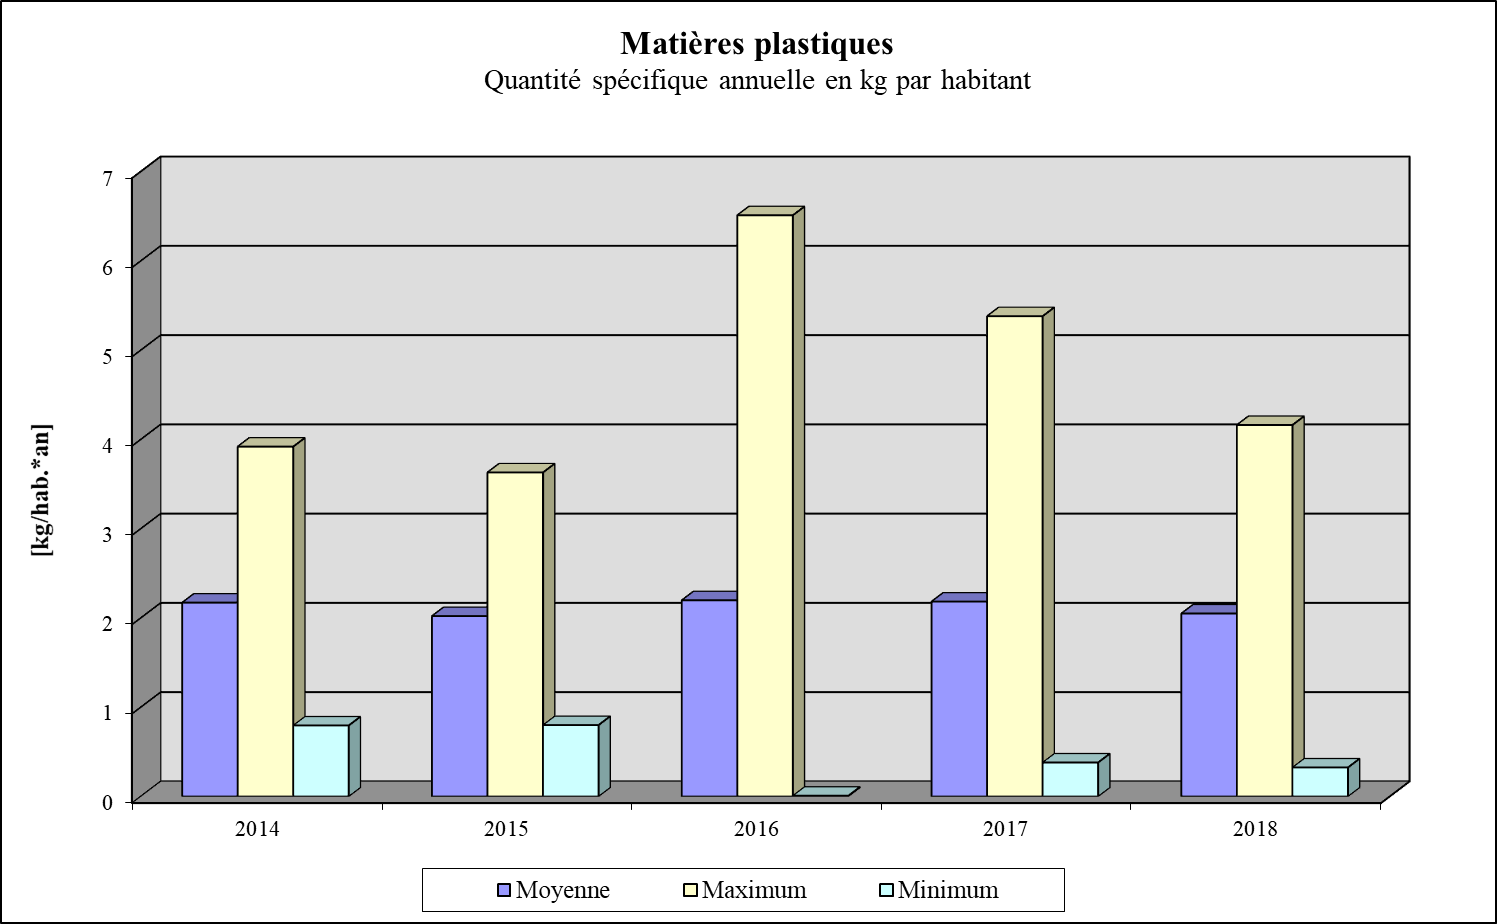 Matières plastiques
Quantité spécifique annuelle en kg par habitant
[kg/hab.*an]
7
6
5
4
3
2
1
0
2014 2015 2016 2017 2018
Moyenne Maximum Minimum